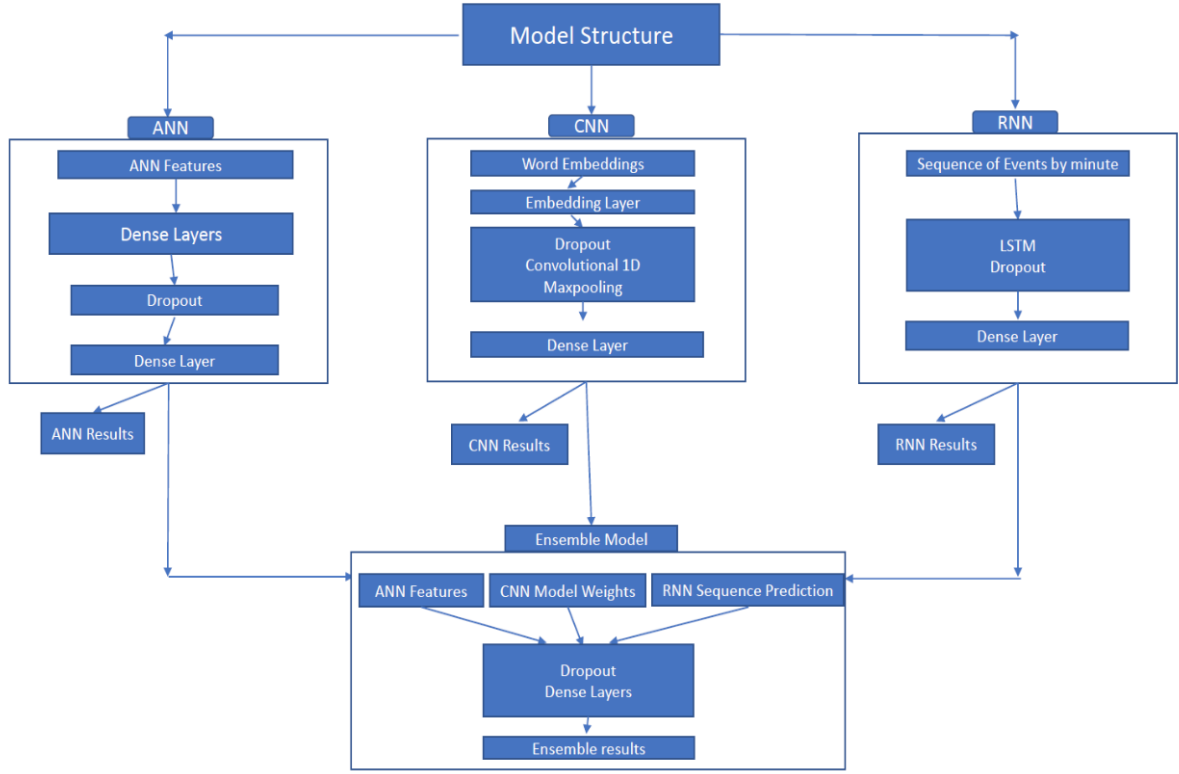 Model Structure
ANN
ANN Features
Dense Layers
Dropout
Dense Layer
ANN Results
CNN
Word Embeddings
Embedding Layer
Dropout
Convolutional 1D
Maxpooling
Dense Layer
CNN Results
RNN
Sequence of Events by minute
LSTM
Dropout
Dense Layer
RNN Results
Ensemble Model
ANN Features
CNN Model Weights
RNN Sequence Prediction
Dropout
Dense Layers
Ensemble results